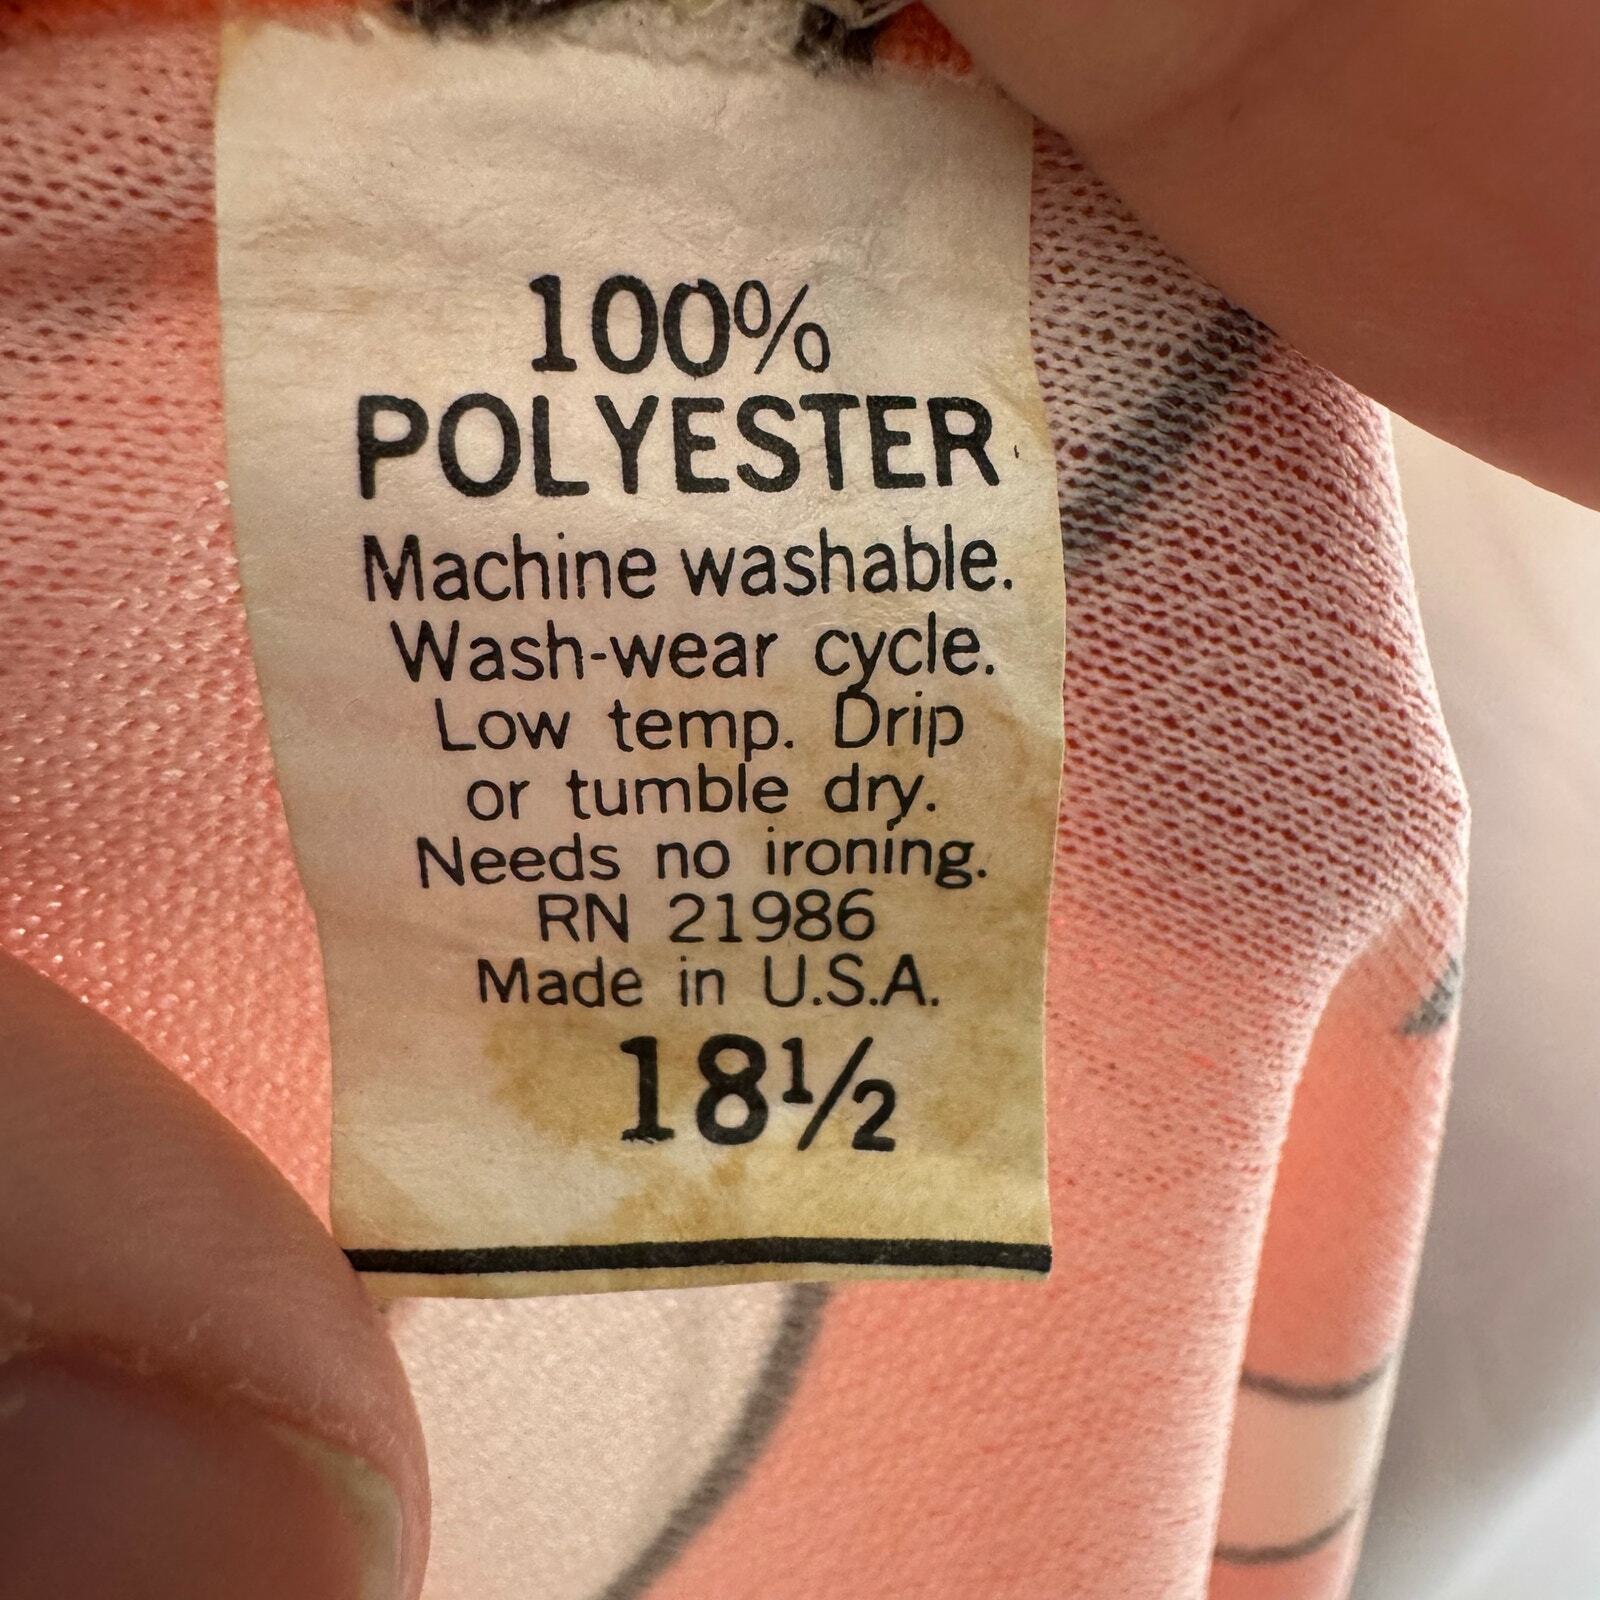 100%
POLYESTER
Machine washable.
Wash-wear cycle.
Low temp. Drip
or tumble dry.
Needs no ironing.
RN 21986
Made in U.S.A.
18½